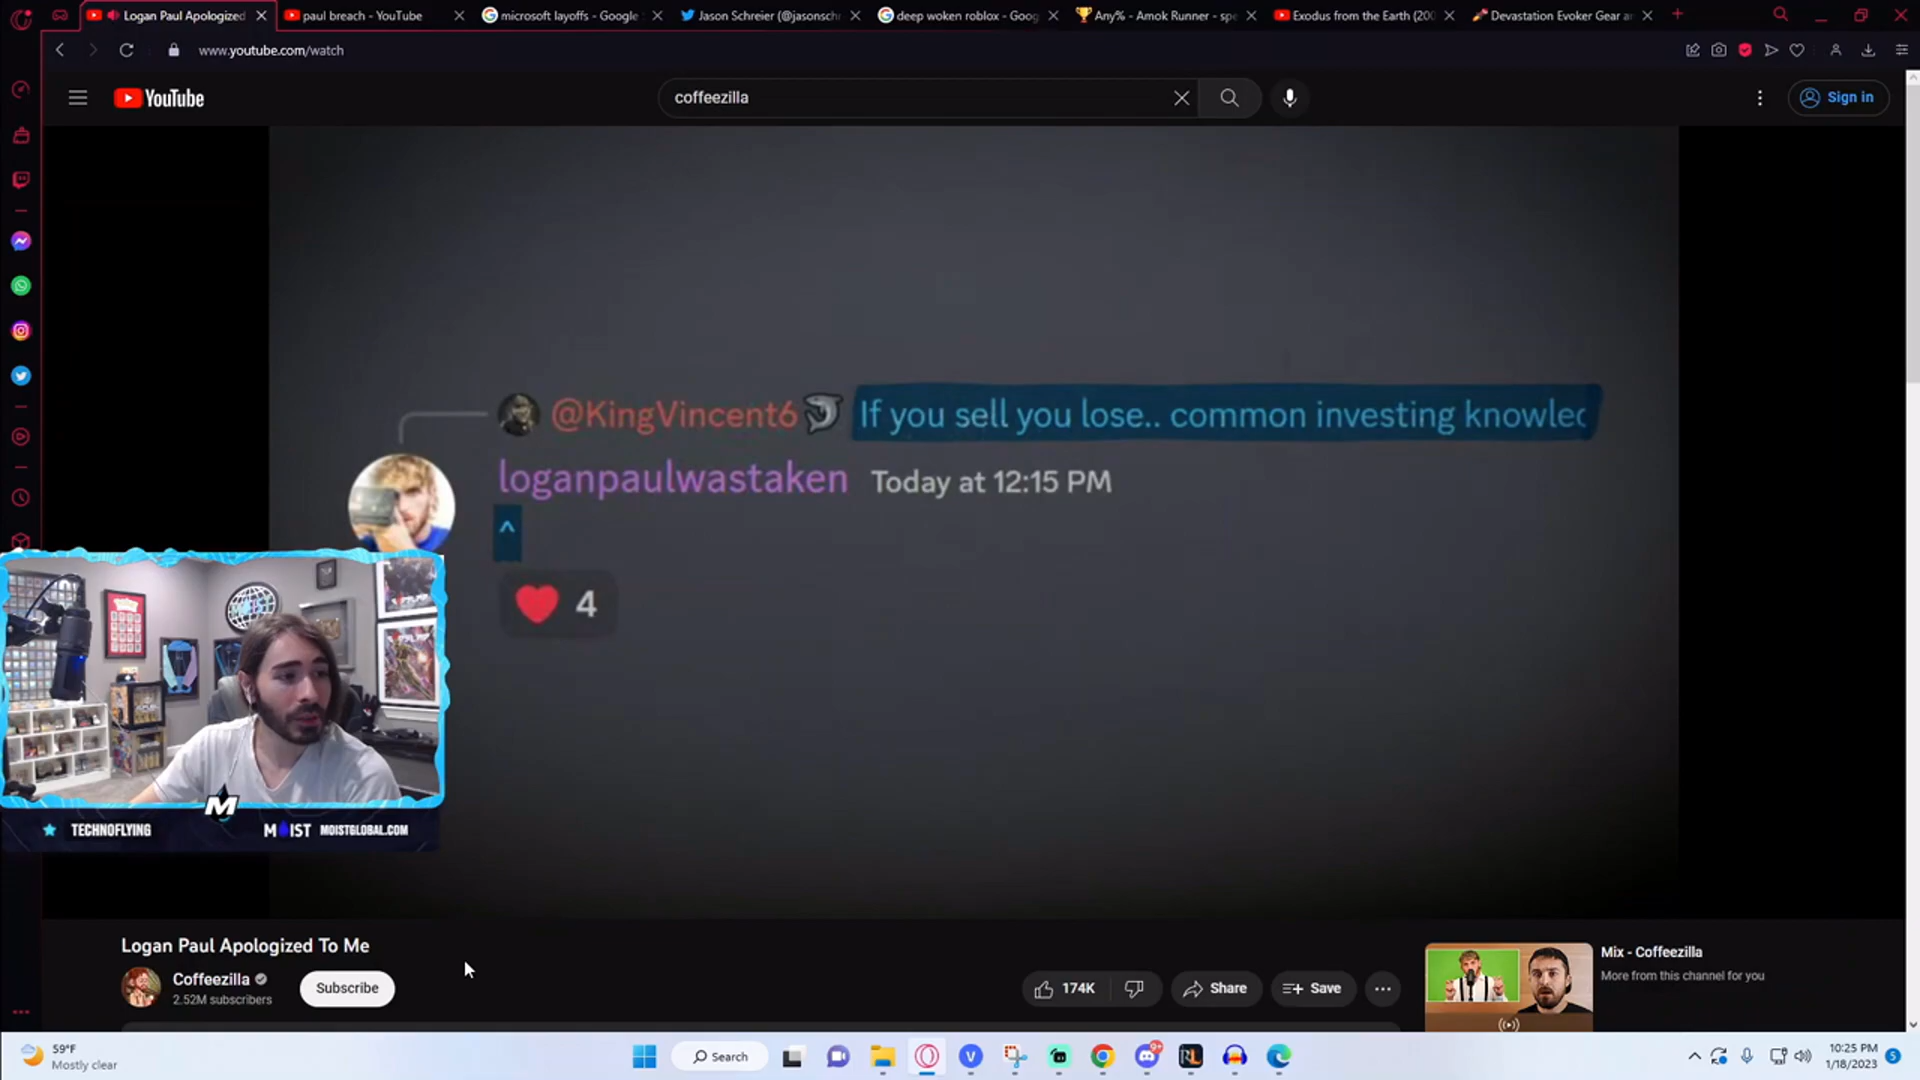 Logan Paul Apologized
paul breach - YouTube
microsoft layoffs - Google
Jason Schreier (@jasonschr
deep woken roblox - Goog
Any% - Amok Runner - spe
Exodus from the Earth (200
Devastation Evoker Gear an
www.youtube.com/watch
YouTube
coffeezilla
Sign in
@KingVincent6 If you sell you lose.. common investing knowled
loganpaulwastaken Today at 12:15 PM
^
4
TECHNOFLYING
M
MOIST
MOISTGLOBAL.COM
Logan Paul Apologized To Me
Coffeezilla
2.52M subscribers
Subscribe
174K
Share
Save
Mix - Coffeezilla
More from this channel for you
59°F
Mostly clear
Search
10:25 PM
1/18/2023
5